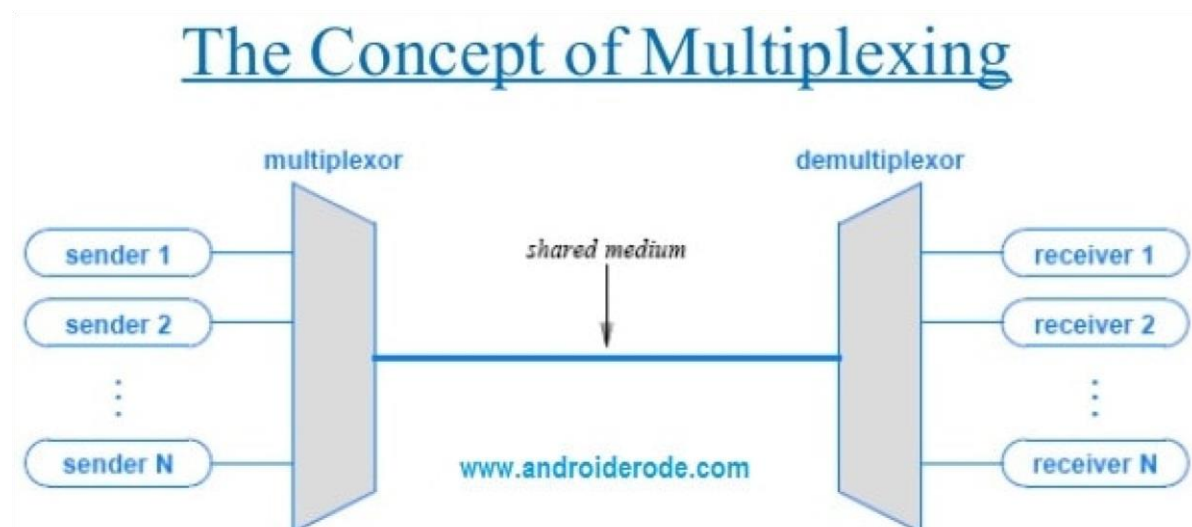 The Concept of Multiplexing
multiplexor
demultiplexor
shared medium
sender 1
receiver 1
sender 2
receiver 2
sender N
receiver N
www.androiderode.com